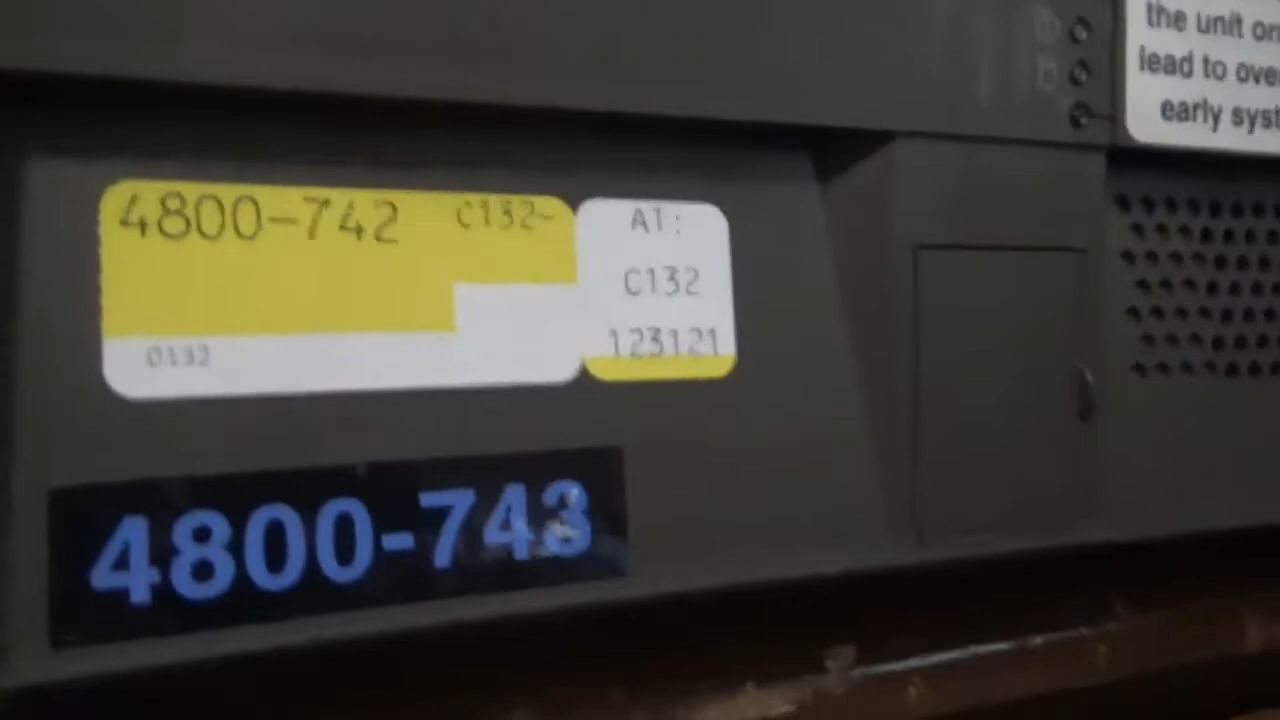 the unit on
lead to ove
early syst
4800-742 C132-
AT:
C132
123121
0132
4800-743